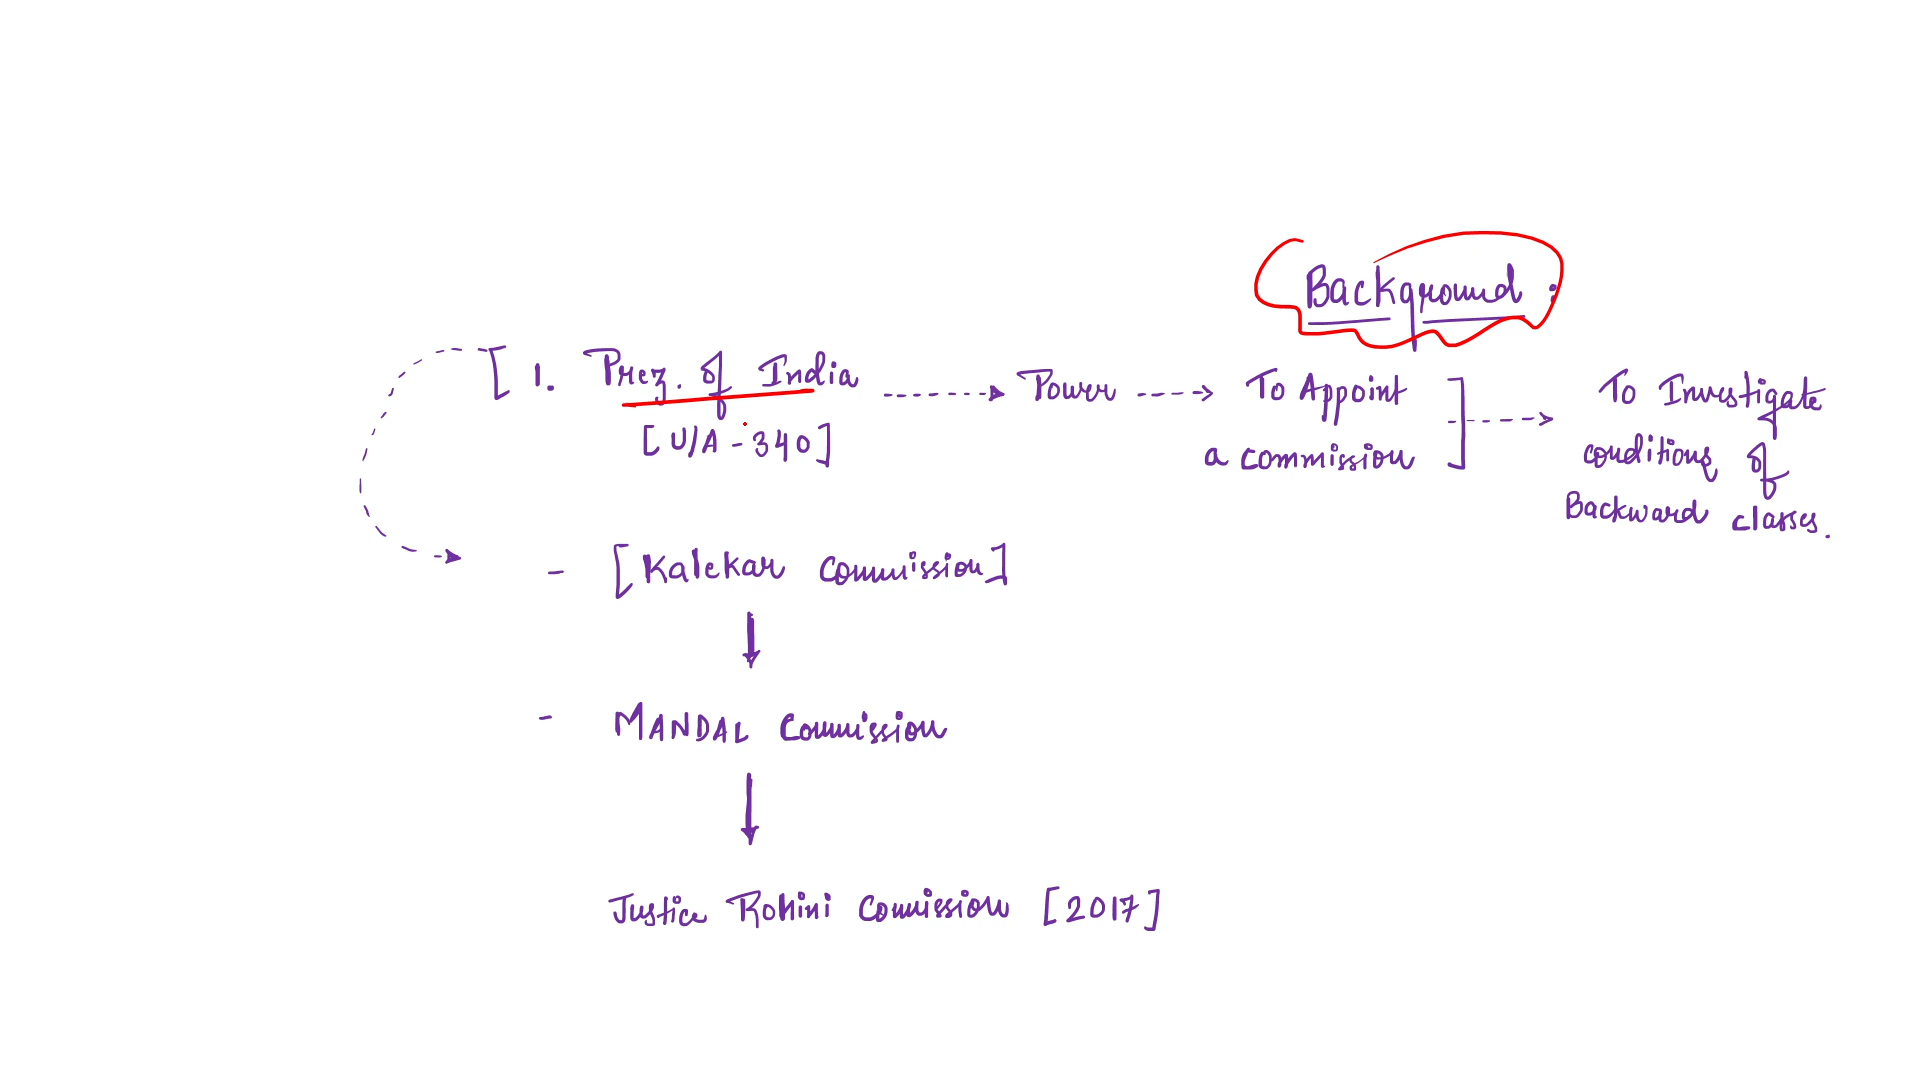 Background :
[ 1. Prez. of India -----> Power ----> To Appoint a commission ] ----> To Investigate conditions of Backward classes.
[U/A - 340]
- [Kalekar Commission]
- MANDAL Commission
Justice Rohini Comission [2017]